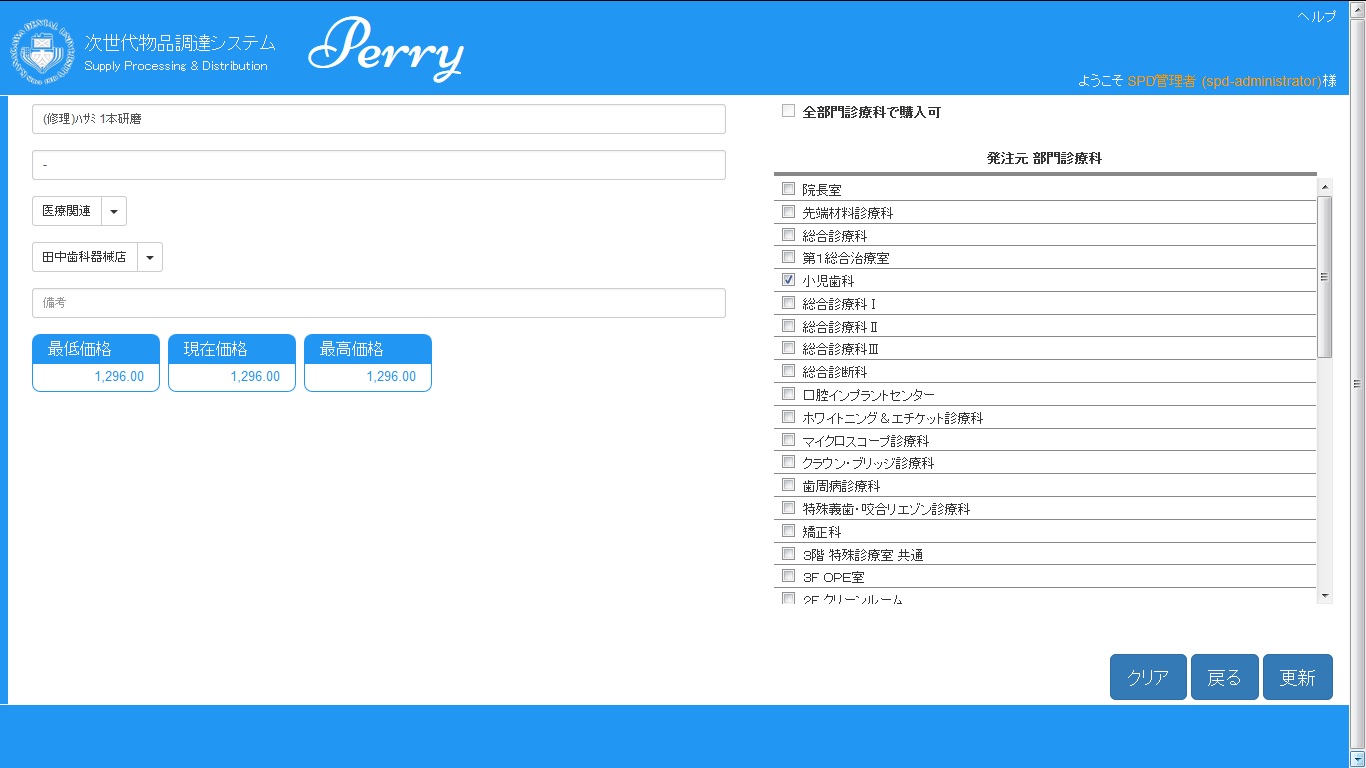 ヘルプ
次世代物品調達システム
Supply Processing & Distribution
Perry
ようこそ SPD管理者 (spd-administrator)様
(修理)ﾊｻﾐ 1本研磨
-
医療関連
田中歯科器械店
備考
最低価格 現在価格 最高価格
1,296.00 1,296.00 1,296.00
全部門診療科で購入可
発注元 部門診療科
院長室
先端材料診療科
総合診療科
第1総合治療室
小児歯科
総合診療科Ⅰ
総合診療科Ⅱ
総合診療科Ⅲ
総合診断科
口腔インプラントセンター
ホワイトニング&エチケット診療科
マイクロスコープ診療科
クラウン・ブリッジ診療科
歯周病診療科
特殊義歯・咬合リエゾン診療科
矯正科
3階 特殊診療室 共通
3F OPE室
2F クリーンルーム
クリア 戻る 更新